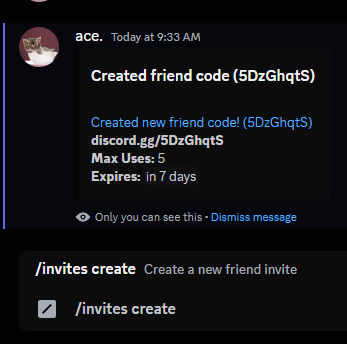 ace. Today at 9:33 AM
Created friend code (5DzGhqtS)
Created new friend code! (5DzGhqtS)
discord.gg/5DzGhqtS
Max Uses: 5
Expires: in 7 days
Only you can see this • Dismiss message
/invites create Create a new friend invite
/invites create